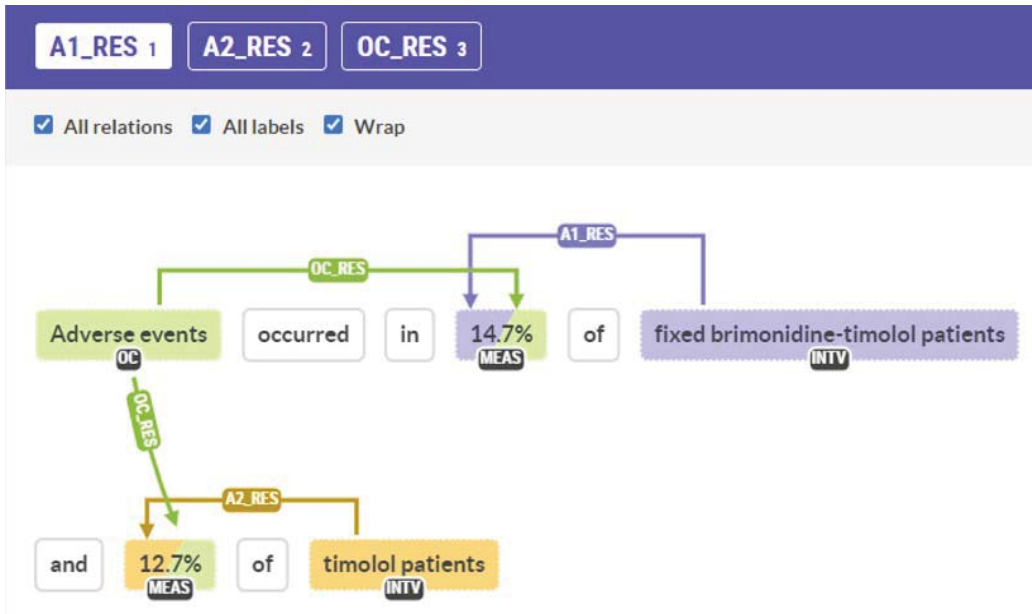 A1_RES 1 A2_RES 2 OC_RES 3
All relations All labels Wrap
A1_RES
OC_RES
Adverse events occurred in 14.7% of fixed brimonidine-timolol patients
OC MEAS INTV
OC_RES
A2_RES
and 12.7% of timolol patients
MEAS INTV